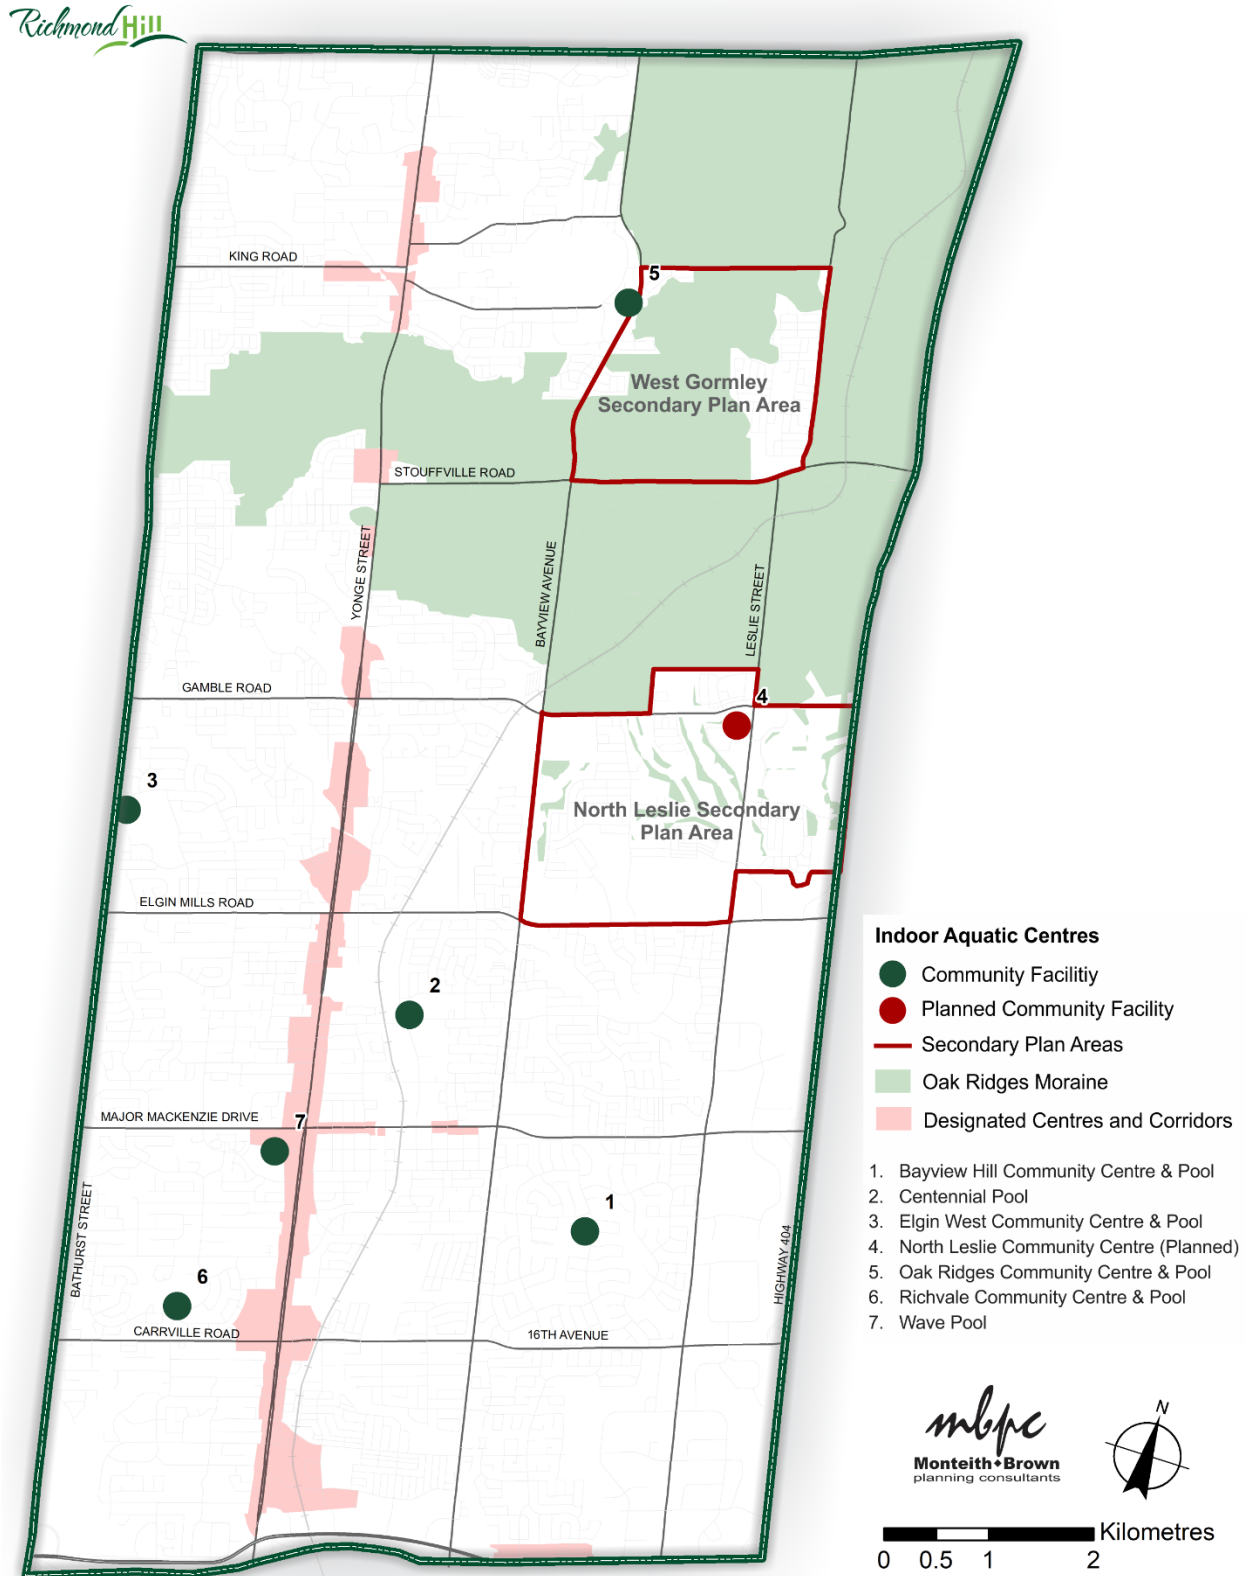 Richmond Hill
KING ROAD
5
West Gormley
Secondary Plan Area
STOUFFVILLE ROAD
YONGE STREET
BAYVIEW AVENUE
LESLIE STREET
GAMBLE ROAD
4
3
North Leslie Secondary
Plan Area
ELGIN MILLS ROAD
2
MAJOR MACKENZIE DRIVE
7
BATHURST STREET
1
6
HIGHWAY 404
CARRVILLE ROAD
16TH AVENUE
Indoor Aquatic Centres
Community Facilitiy
Planned Community Facility
Secondary Plan Areas
Oak Ridges Moraine
Designated Centres and Corridors
1. Bayview Hill Community Centre & Pool
2. Centennial Pool
3. Elgin West Community Centre & Pool
4. North Leslie Community Centre (Planned)
5. Oak Ridges Community Centre & Pool
6. Richvale Community Centre & Pool
7. Wave Pool
mbpc
Monteith♦Brown
planning consultants
N
Kilometres
0 0.5 1 2